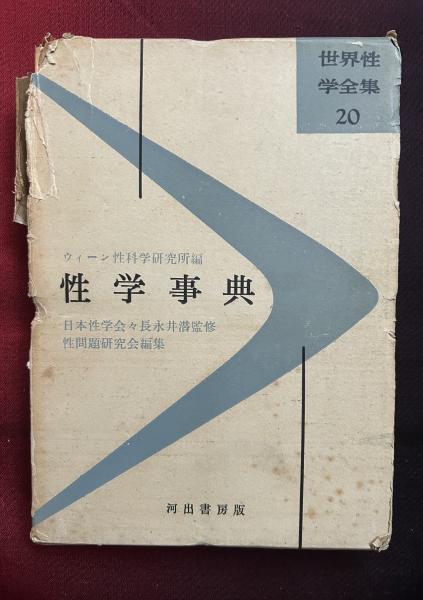 世界性
学全集
20
ウィーン性科学研究所編
性学事典
日本性学会々長永井潜監修
性問題研究会編集
河出書房版